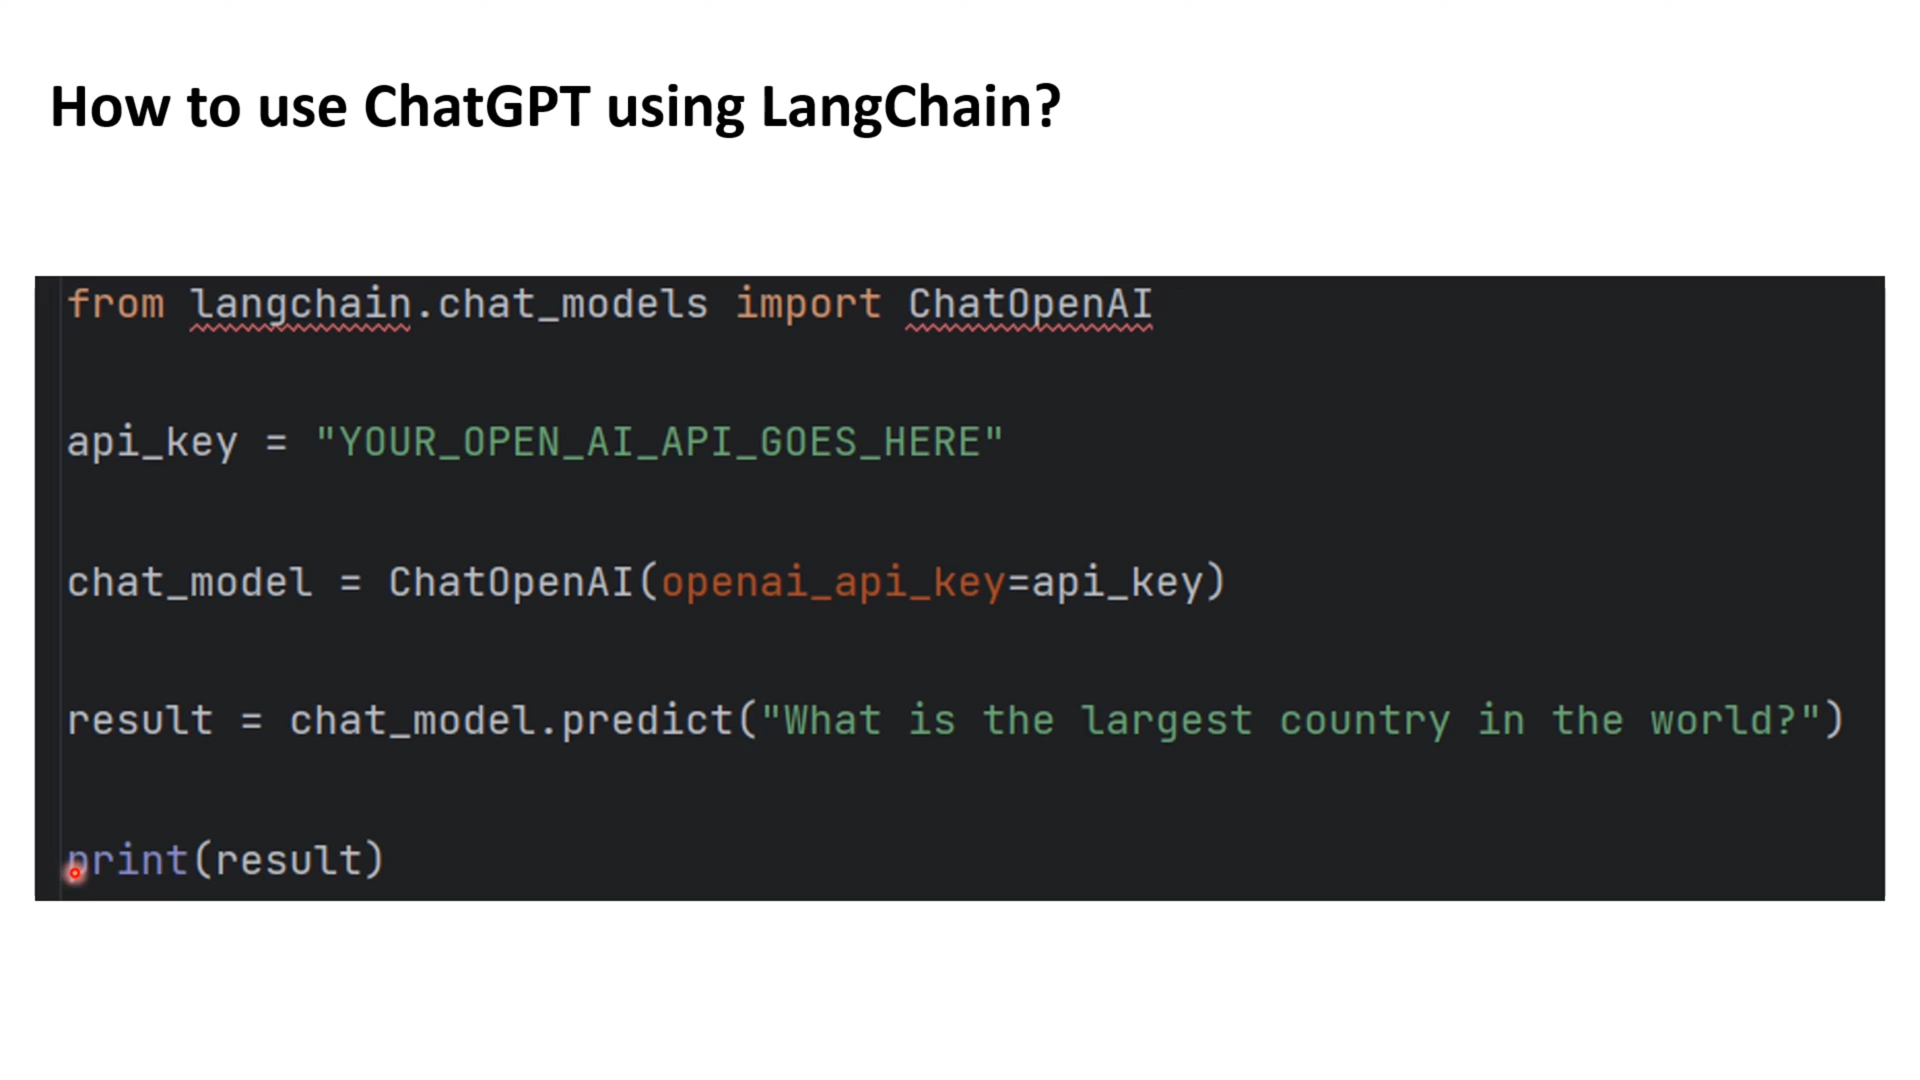 How to use ChatGPT using LangChain?
from langchain.chat_models import ChatOpenAI
api_key = "YOUR_OPEN_AI_API_GOES_HERE"
chat_model = ChatOpenAI(openai_api_key=api_key)
result = chat_model.predict("What is the largest country in the world?")
print(result)